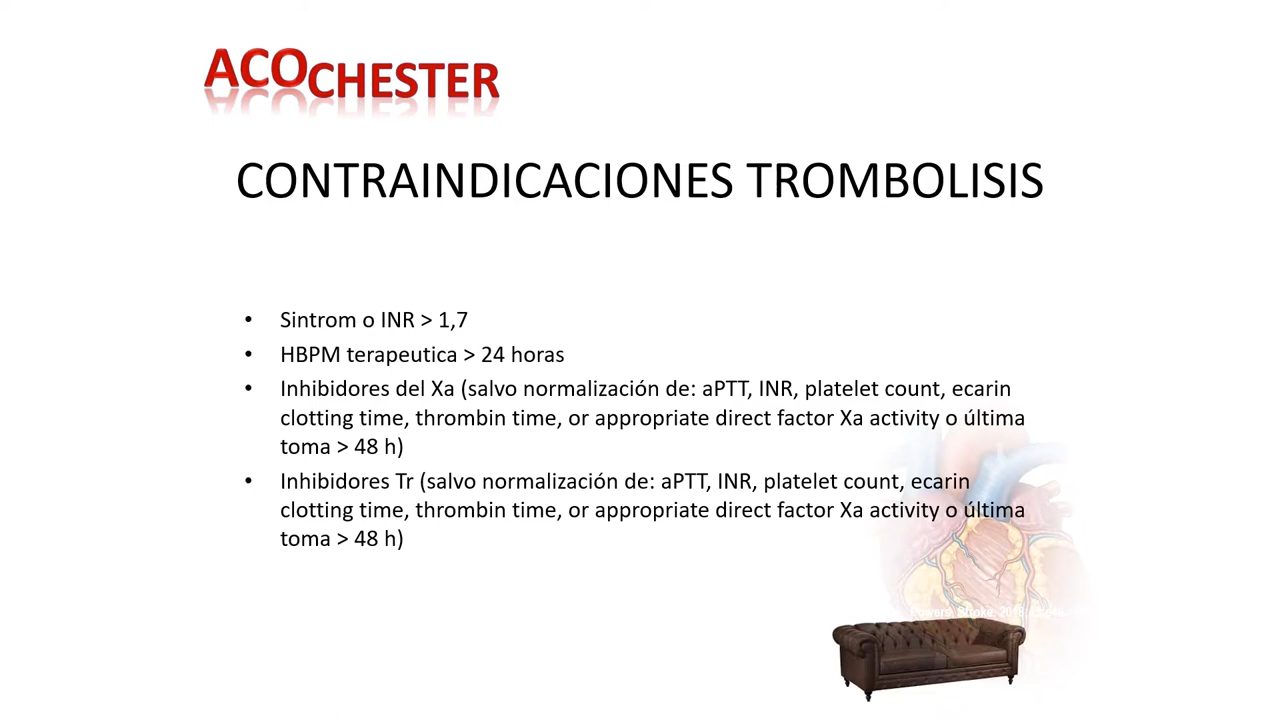 ACOCHESTER
CONTRAINDICACIONES TROMBOLISIS
• Sintrom o INR > 1,7
• HBPM terapeutica > 24 horas
• Inhibidores del Xa (salvo normalización de: aPTT, INR, platelet count, ecarin
clotting time, thrombin time, or appropriate direct factor Xa activity o última
toma > 48 h)
• Inhibidores Tr (salvo normalización de: aPTT, INR, platelet count, ecarin
clotting time, thrombin time, or appropriate direct factor Xa activity o última
toma > 48 h)
Powers Stroke 2018